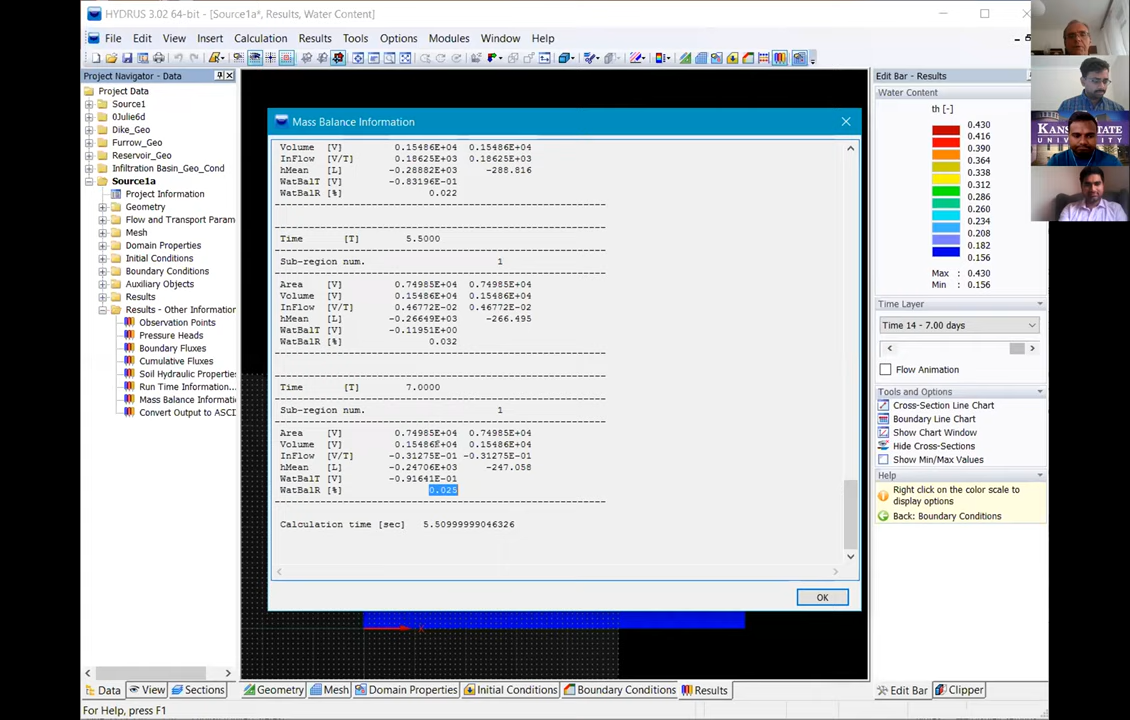 HYDRUS 3.02 64-bit - [Source1a*, Results, Water Content]
File Edit View Insert Calculation Results Tools Options Modules Window Help
Project Navigator - Data
Project Data
Source1
0Julie6d
Dike_Geo
Furrow_Geo
Reservoir_Geo
Infiltration Basin_Geo_Cond
Source1a
Project Information
Geometry
Flow and Transport Param
Mesh
Domain Properties
Initial Conditions
Boundary Conditions
Auxiliary Objects
Results
Results - Other Information
Observation Points
Pressure Heads
Boundary Fluxes
Cumulative Fluxes
Soil Hydraulic Properties
Run Time Information...
Mass Balance Informati
Convert Output to ASCI
Data View Sections
Mass Balance Information
Volume [V] 0.15486E+04 0.15486E+04
InFlow [V/T] 0.18625E+03 0.18625E+03
hMean [L] -0.28882E+03 -288.816
WatBalT [V] -0.83196E-01
WatBalR [%] 0.022
Time [T] 5.5000
Sub-region num. 1
Area [V] 0.74985E+04 0.74985E+04
Volume [V] 0.15486E+04 0.15486E+04
InFlow [V/T] 0.46772E-02 0.46772E-02
hMean [L] -0.26649E+03 -266.495
WatBalT [V] -0.11951E+00
WatBalR [%] 0.032
Time [T] 7.0000
Sub-region num. 1
Area [V] 0.74985E+04 0.74985E+04
Volume [V] 0.15486E+04 0.15486E+04
InFlow [V/T] -0.31275E-01 -0.31275E-01
hMean [L] -0.24706E+03 -247.058
WatBalT [V] -0.91641E-01
WatBalR [%] 0.025
Calculation time [sec] 5.50999999046326
OK
X
Geometry Mesh Domain Properties Initial Conditions Boundary Conditions Results
Edit Bar - Results
Water Content
th [-]
0.430
0.416
0.390
0.364
0.338
0.312
0.286
0.260
0.234
0.208
0.182
0.156
Max : 0.430
Min : 0.156
Time Layer
Time 14 - 7.00 days
Flow Animation
Tools and Options
Cross-Section Line Chart
Boundary Line Chart
Show Chart Window
Hide Cross-Sections
Show Min/Max Values
Right click on the color scale to
display options
Back: Boundary Conditions
Edit Bar Clipper
For Help, press F1